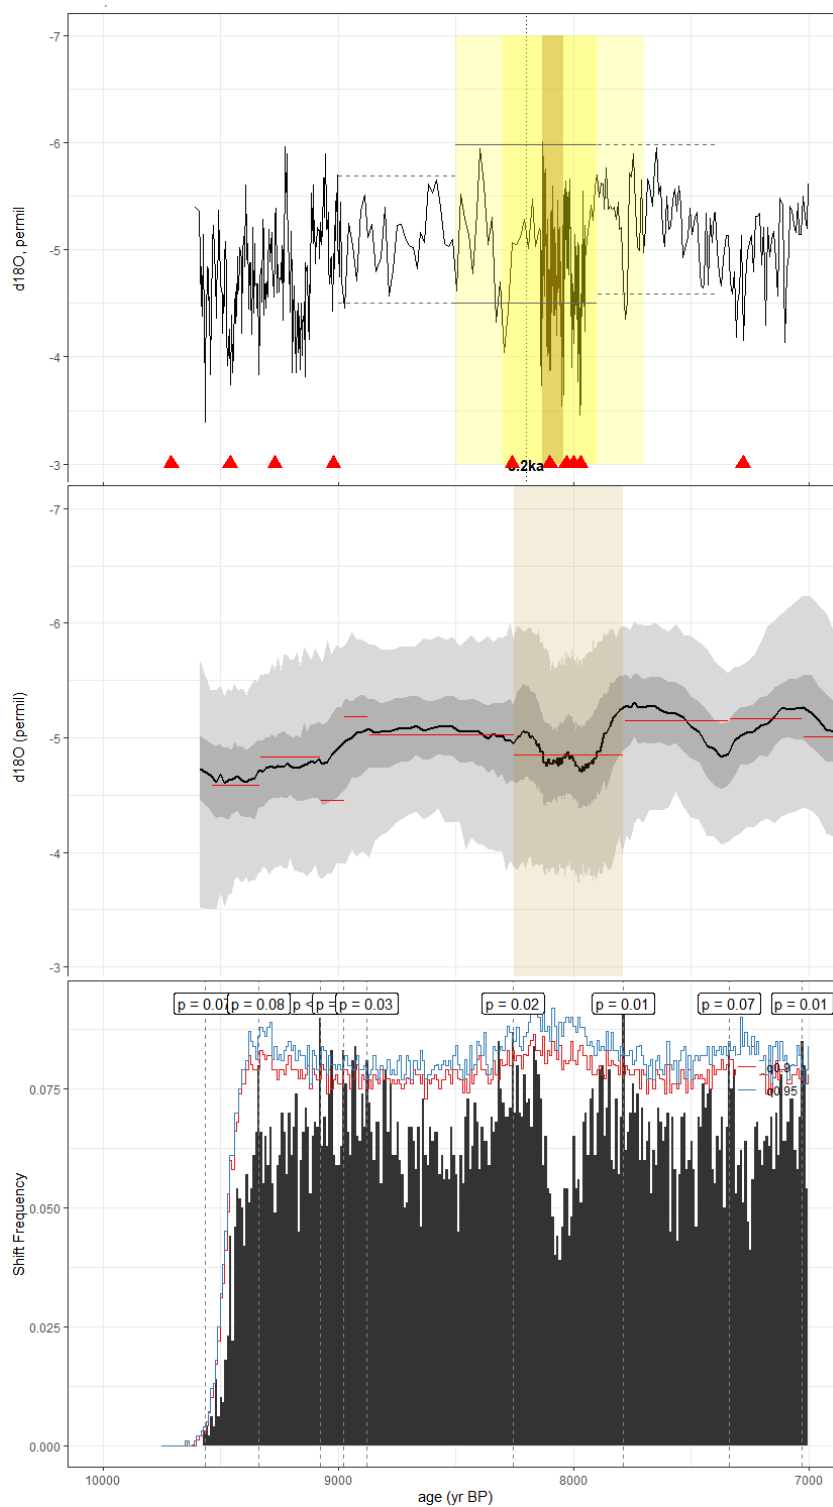 -7
-6
d18O, permil
-5
-4
-3
8.2ka
-7
-6
d18O (permil)
-5
-4
-3
p = 0.07 p = 0.08 p < p = p = 0.03 p = 0.02 p = 0.01 p = 0.07 p = 0.01
0.075
q0.9
q0.95
0.050
Shift Frequency
0.025
0.000
10000 9000 8000 7000
age (yr BP)